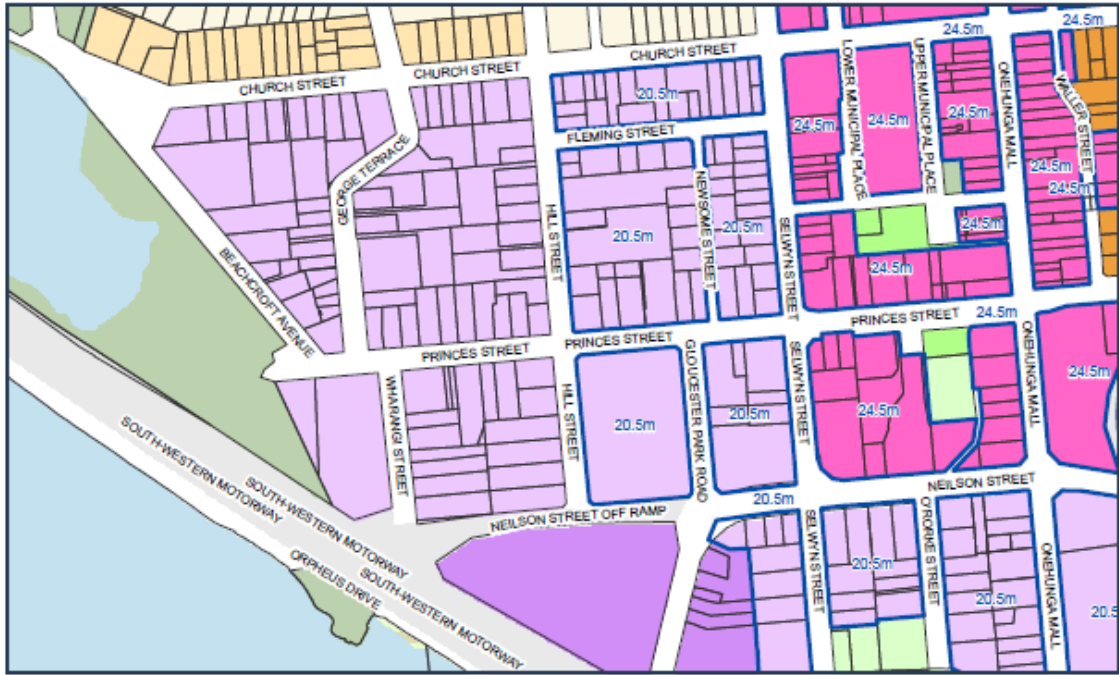 24.5m
24.5m
CHURCH STREET
CHURCH STREET
CHURCH STREET
LOWER MUNICIPAL PLACE
UPPER MUNICIPAL PLACE
ONEHUNGA MALL
WALLER STREET
20.5m
24.5m
24.5m
24.5m
FLEMING STREET
GEORGE TERRACE
24.5m
24.5m
HILL STREET
20.5m
NEWSOME STREET
20.5m
SELWYN STREET
24.5m
24.5m
BEACHCROFT AVENUE
PRINCES STREET
PRINCES STREET
PRINCES STREET
24.5m
WHARANGI STREET
HILL STREET
20.5m
GLOUCESTER PARK ROAD
20.5m
SELWYN STREET
24.5m
ONEHUNGA MALL
24.5m
SOUTH-WESTERN MOTORWAY
SOUTH-WESTERN MOTORWAY
NEILSON STREET OFF RAMP
20.5m
NEILSON STREET
ORPHEUS DRIVE
SOUTH-WESTERN MOTORWAY
SELWYN STREET
20.5m
O'RORKE STREET
20.5m
ONEHUNGA MALL
20.5